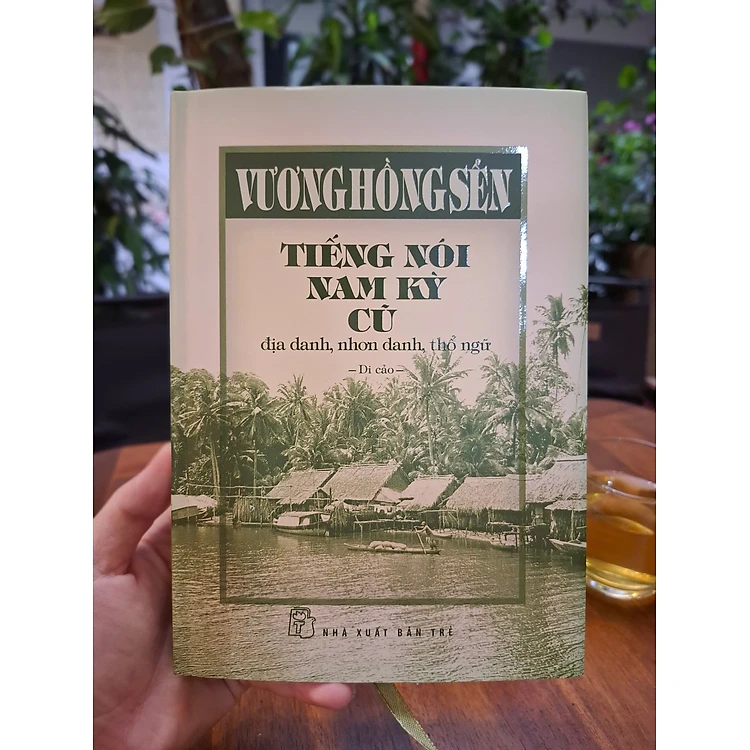 VƯƠNG HỒNG SỂN
TIẾNG NÓI
NAM KỲ
CŨ
địa danh, nhơn danh, thổ ngữ
– Di cảo –
NHÀ XUẤT BẢN TRẺ